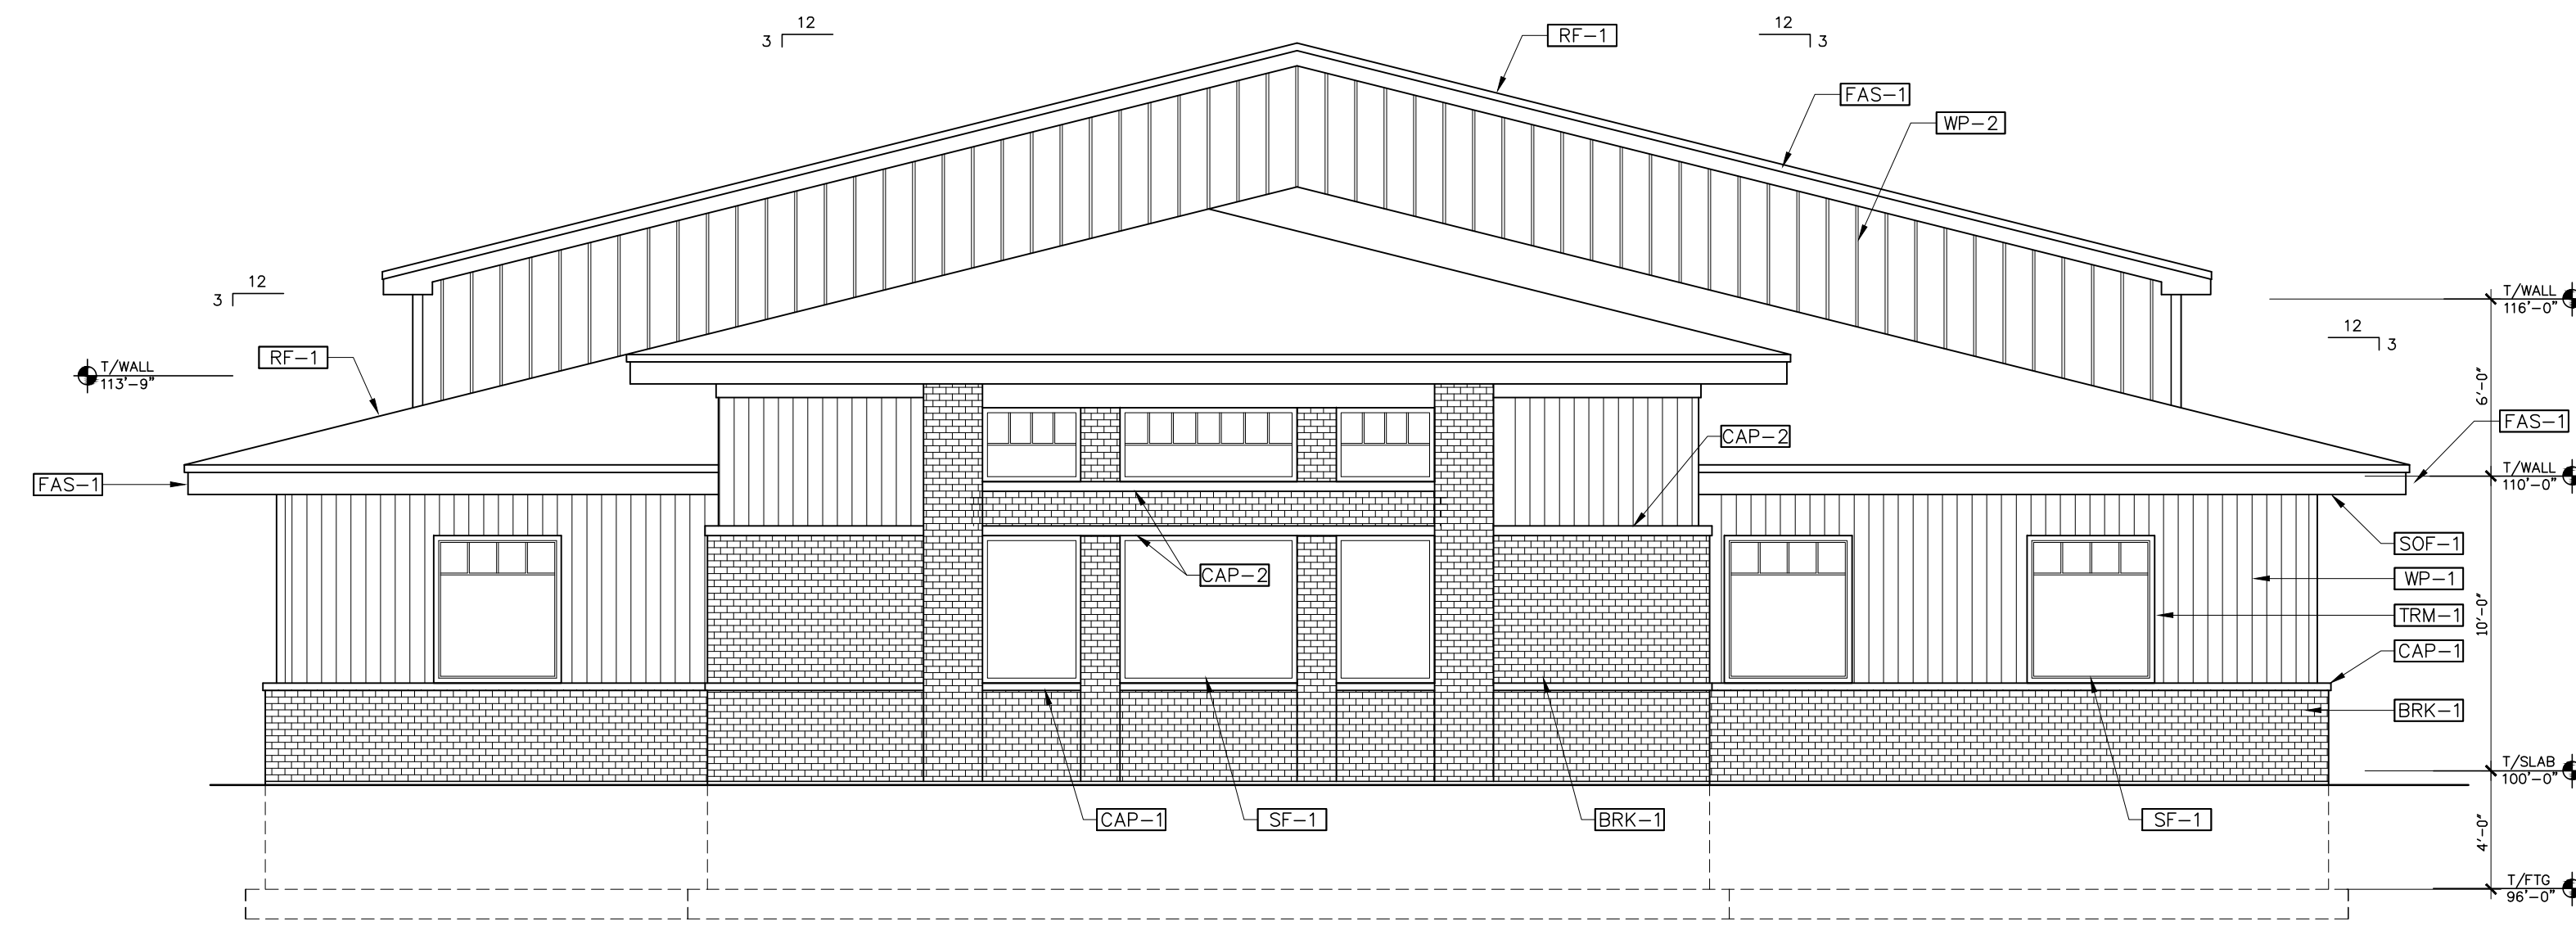 12
3
12
3
RF-1
FAS-1
WP-2
12
3
T/WALL
116'-0"
12
3
RF-1
T/WALL
113'-9"
6'-0"
FAS-1
CAP-2
FAS-1
T/WALL
110'-0"
SOF-1
CAP-2
WP-1
TRM-1
10'-0"
CAP-1
BRK-1
T/SLAB
100'-0"
CAP-1
SF-1
BRK-1
SF-1
4'-0"
T/FTG
96'-0"